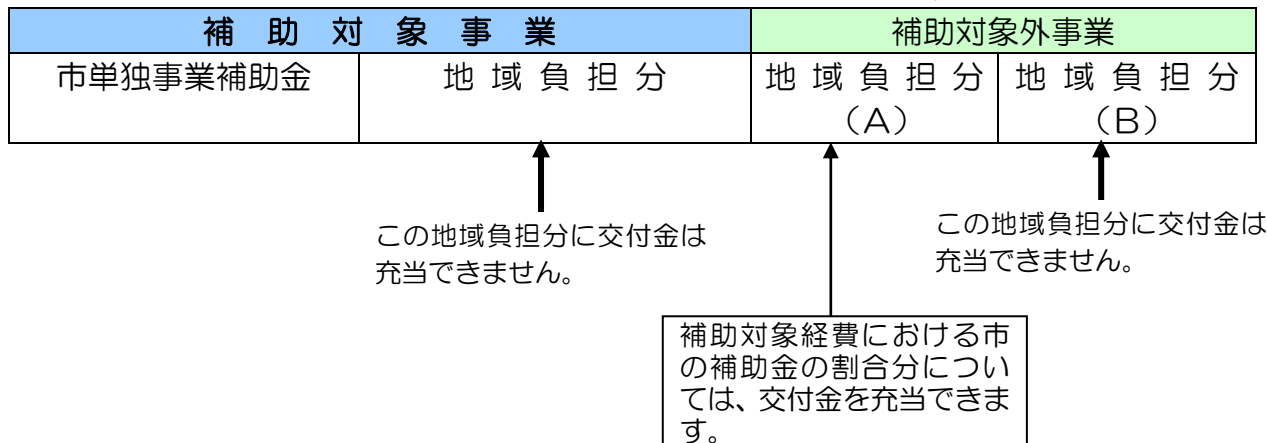 補 助 対 象 事 業
補助対象外事業
市単独事業補助金
地 域 負 担 分
地 域 負 担 分
（A）
地 域 負 担 分
（B）
この地域負担分に交付金は
充当できません。
この地域負担分に交付金は
充当できません。
補助対象経費における市
の補助金の割合分につい
ては、交付金を充当できま
す。